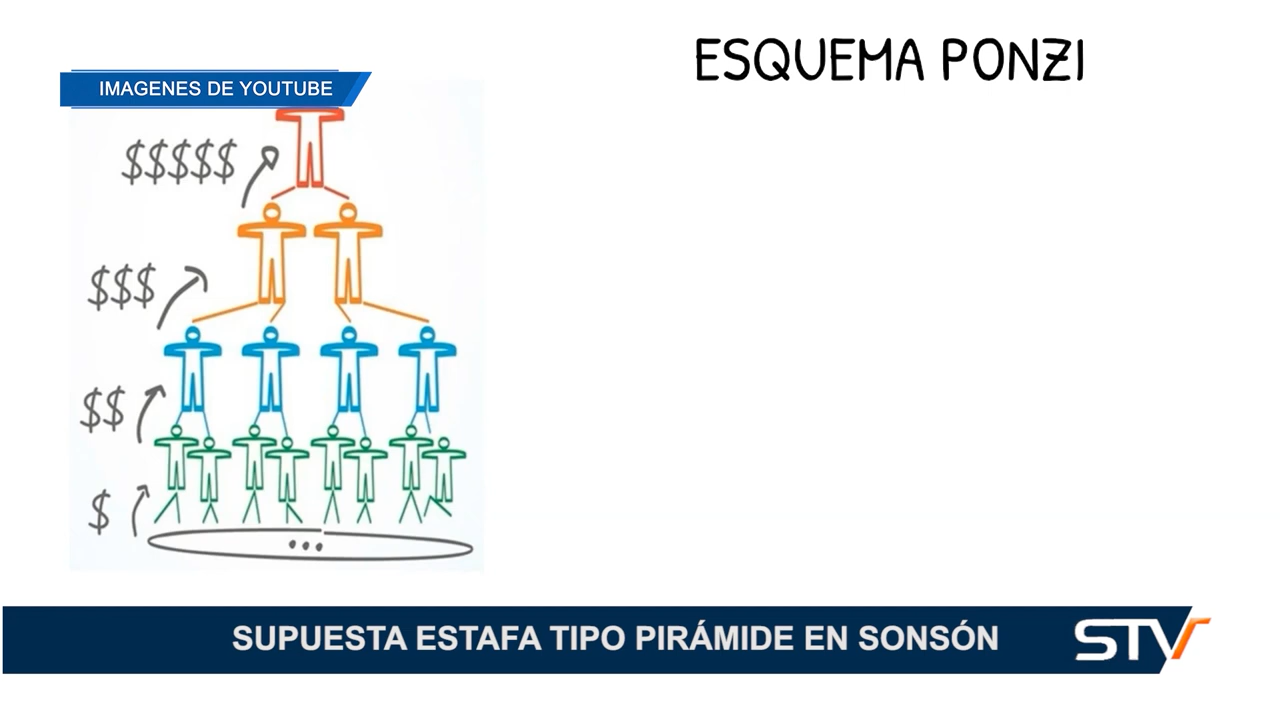 ESQUEMA PONZI
IMAGENES DE YOUTUBE
$$$$$
$$$
$$
$
...
SUPUESTA ESTAFA TIPO PIRÁMIDE EN SONSÓN
STV